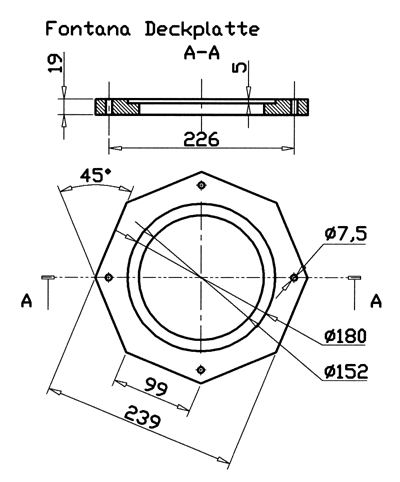 Fontana Deckplatte
A-A
19
5
226
45°
Ø7,5
A
A
Ø180
Ø152
99
239